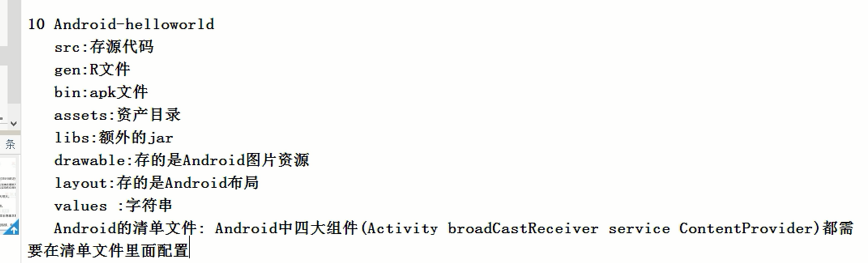 10 Android-helloworld
src:存源代码
gen:R文件
bin:apk文件
assets:资产目录
libs:额外的jar
条
drawable:存的是Android图片资源
layout:存的是Android布局
values :字符串
Android的清单文件: Android中四大组件(Activity broadCastReceiver service ContentProvider)都需
要在清单文件里面配置